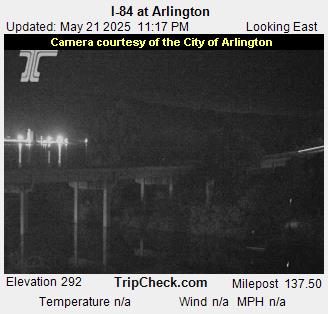 I-84 at Arlington
Updated: May 21 2025 11:17 PM Looking East
Camera courtesy of the City of Arlington
Elevation 292 TripCheck.com Milepost 137.50
Temperature n/a Wind n/a MPH n/a